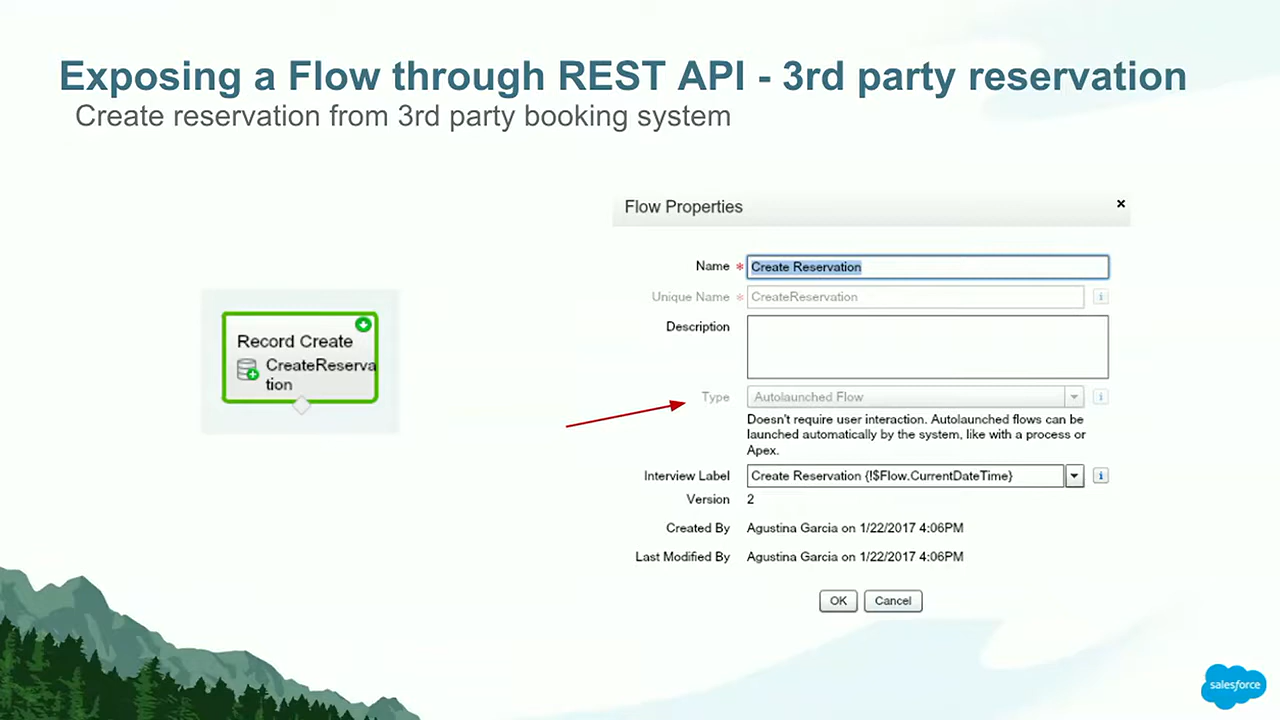 Exposing a Flow through REST API - 3rd party reservation
Create reservation from 3rd party booking system
Record Create
CreateReserva
tion
Flow Properties
×
Name * Create Reservation
Unique Name * CreateReservation
i
Description
Type Autolaunched Flow
i
Doesn't require user interaction. Autolaunched flows can be
launched automatically by the system, like with a process or
Apex.
Interview Label Create Reservation {!$Flow.CurrentDateTime}
i
Version 2
Created By Agustina Garcia on 1/22/2017 4:06PM
Last Modified By Agustina Garcia on 1/22/2017 4:06PM
OK Cancel
salesforce